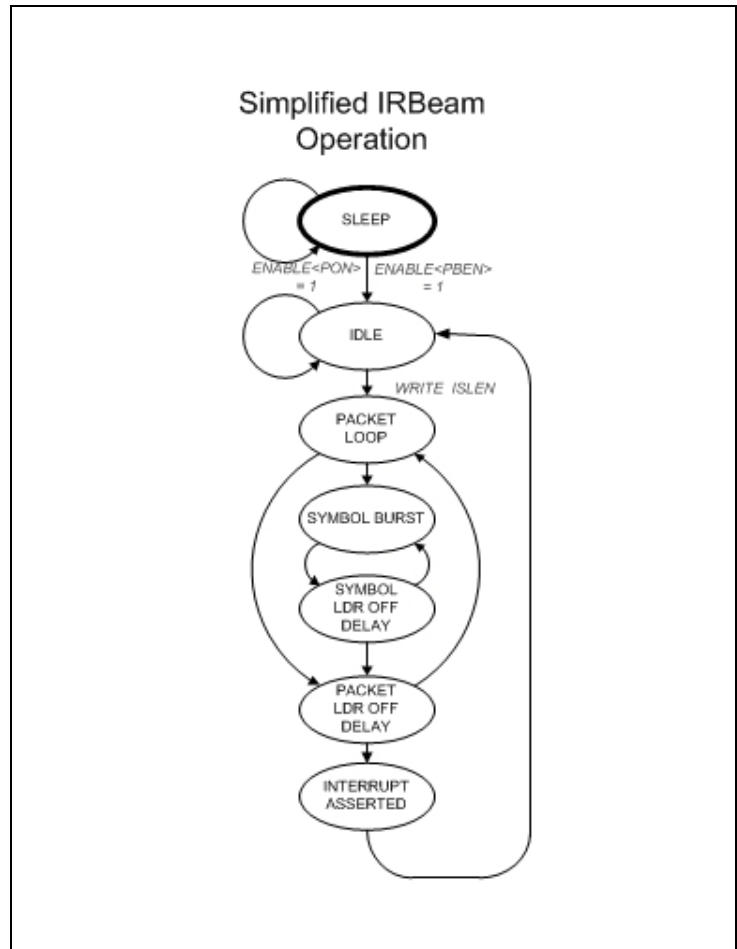 Simplified IRBeam
Operation
SLEEP
ENABLE<PON>
= 1
ENABLE<PBEN>
= 1
IDLE
WRITE ISLEN
PACKET
LOOP
SYMBOL BURST
SYMBOL
LDR OFF
DELAY
PACKET
LDR OFF
DELAY
INTERRUPT
ASSERTED